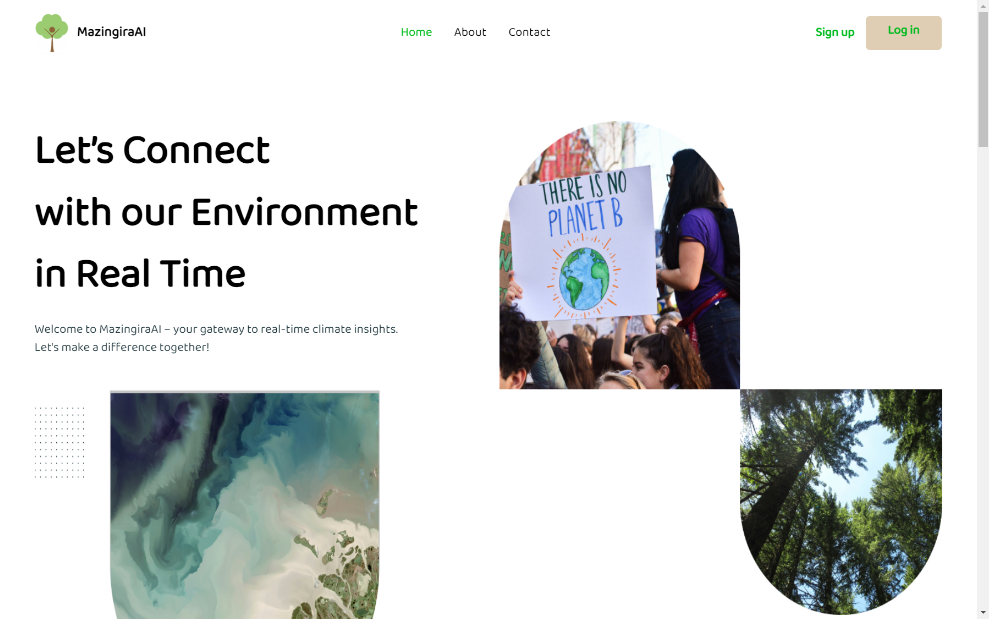 MazingiraAI
Home
About
Contact
Sign up
Log in
Let's Connect
with our Environment
in Real Time
Welcome to MazingiraAI – your gateway to real-time climate insights.
Let's make a difference together!
THERE IS NO
PLANET B